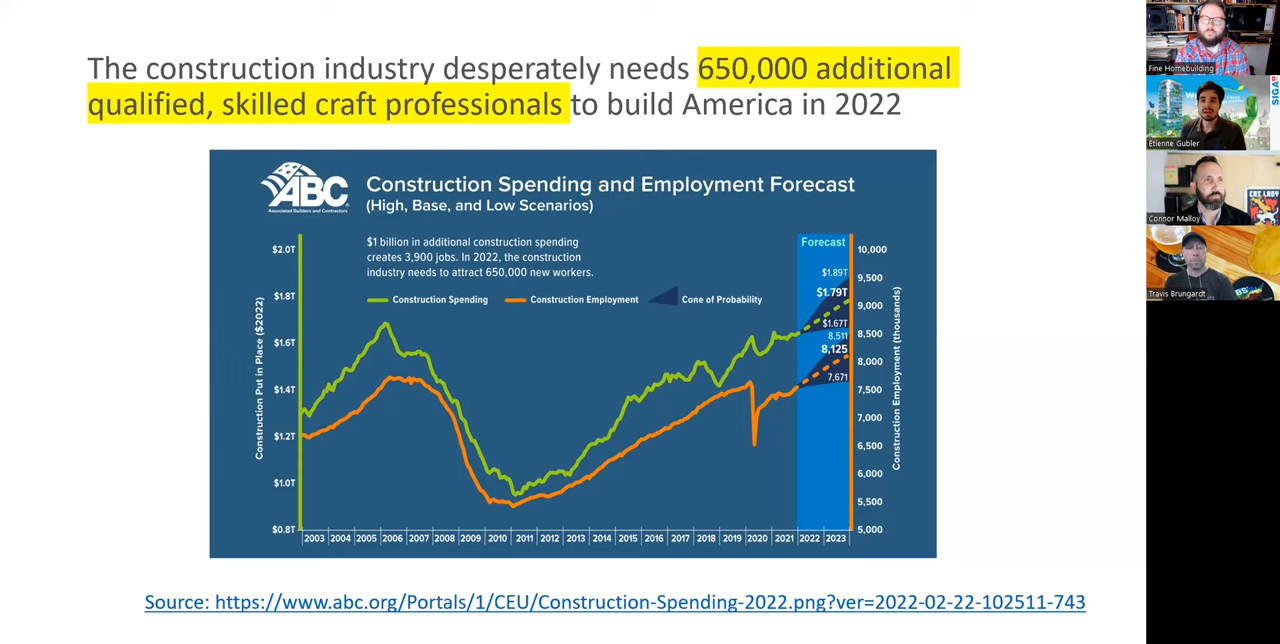 The construction industry desperately needs 650,000 additional
qualified, skilled craft professionals to build America in 2022
ABC
Associated Builders and Contractors
Construction Spending and Employment Forecast
(High, Base, and Low Scenarios)
$1 billion in additional construction spending
creates 3,900 jobs. In 2022, the construction
industry needs to attract 650,000 new workers.
Construction Spending
Construction Employment
Cone of Probability
Forecast
Construction Put in Place ($2022)
$2.0T
$1.8T
$1.6T
$1.4T
$1.2T
$1.0T
$0.8T
$1.89T
$1.79T
$1.67T
8,511
8,125
7,671
10,000
9,500
9,000
8,500
8,000
7,500
7,000
6,500
6,000
5,500
5,000
Construction Employment (thousands)
2003 2004 2005 2006 2007 2008 2009 2010 2011 2012 2013 2014 2015 2016 2017 2018 2019 2020 2021 2022 2023
Source: https://www.abc.org/Portals/1/CEU/Construction-Spending-2022.png?ver=2022-02-22-102511-743
Fine Homebuilding
SIGA
Etienne Gubler
CAT LADY
Connor Malloy
BS
Travis Brungardt